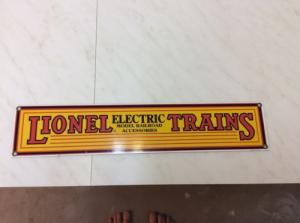 LIONEL ELECTRIC TRAINS
MODEL RAILROAD
ACCESSORIES